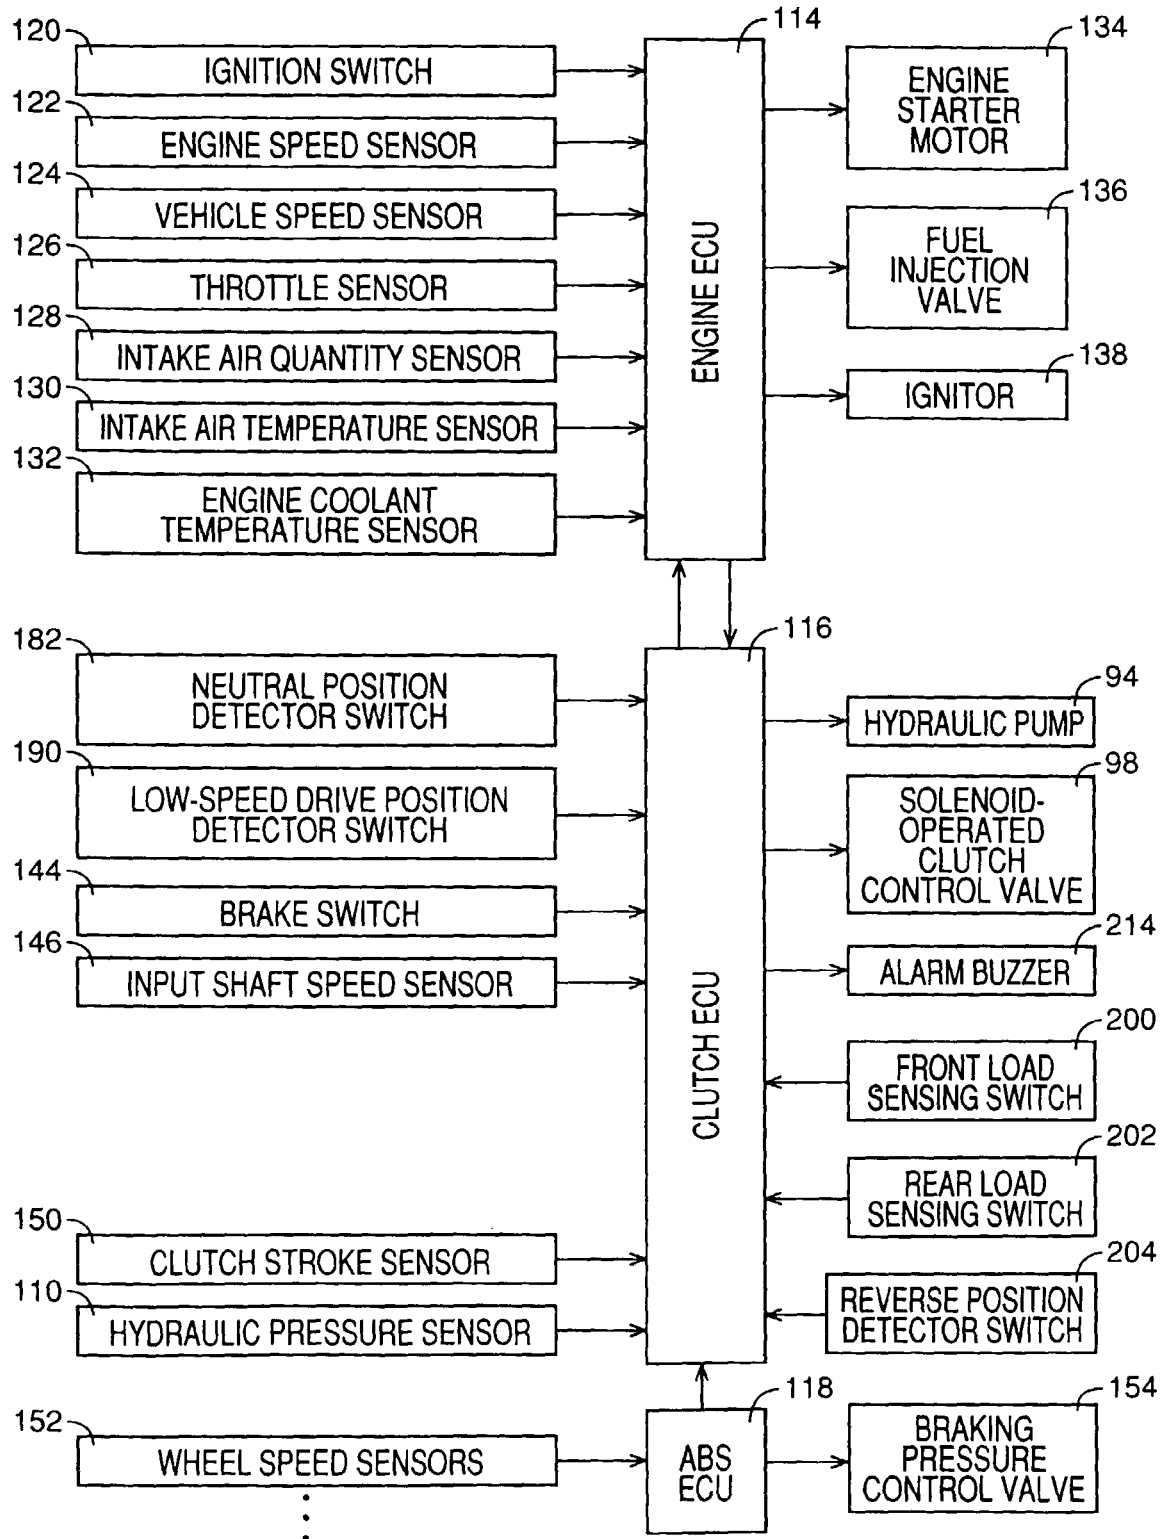 120
IGNITION SWITCH
122
ENGINE SPEED SENSOR
124
VEHICLE SPEED SENSOR
126
THROTTLE SENSOR
128
INTAKE AIR QUANTITY SENSOR
130
INTAKE AIR TEMPERATURE SENSOR
132
ENGINE COOLANT
TEMPERATURE SENSOR
114
ENGINE ECU
134
ENGINE
STARTER
MOTOR
136
FUEL
INJECTION
VALVE
138
IGNITOR
182
NEUTRAL POSITION
DETECTOR SWITCH
190
LOW-SPEED DRIVE POSITION
DETECTOR SWITCH
144
BRAKE SWITCH
146
INPUT SHAFT SPEED SENSOR
150
CLUTCH STROKE SENSOR
110
HYDRAULIC PRESSURE SENSOR
116
CLUTCH ECU
94
HYDRAULIC PUMP
98
SOLENOID-
OPERATED
CLUTCH
CONTROL VALVE
214
ALARM BUZZER
200
FRONT LOAD
SENSING SWITCH
202
REAR LOAD
SENSING SWITCH
204
REVERSE POSITION
DETECTOR SWITCH
152
WHEEL SPEED SENSORS
118
ABS
ECU
154
BRAKING
PRESSURE
CONTROL VALVE